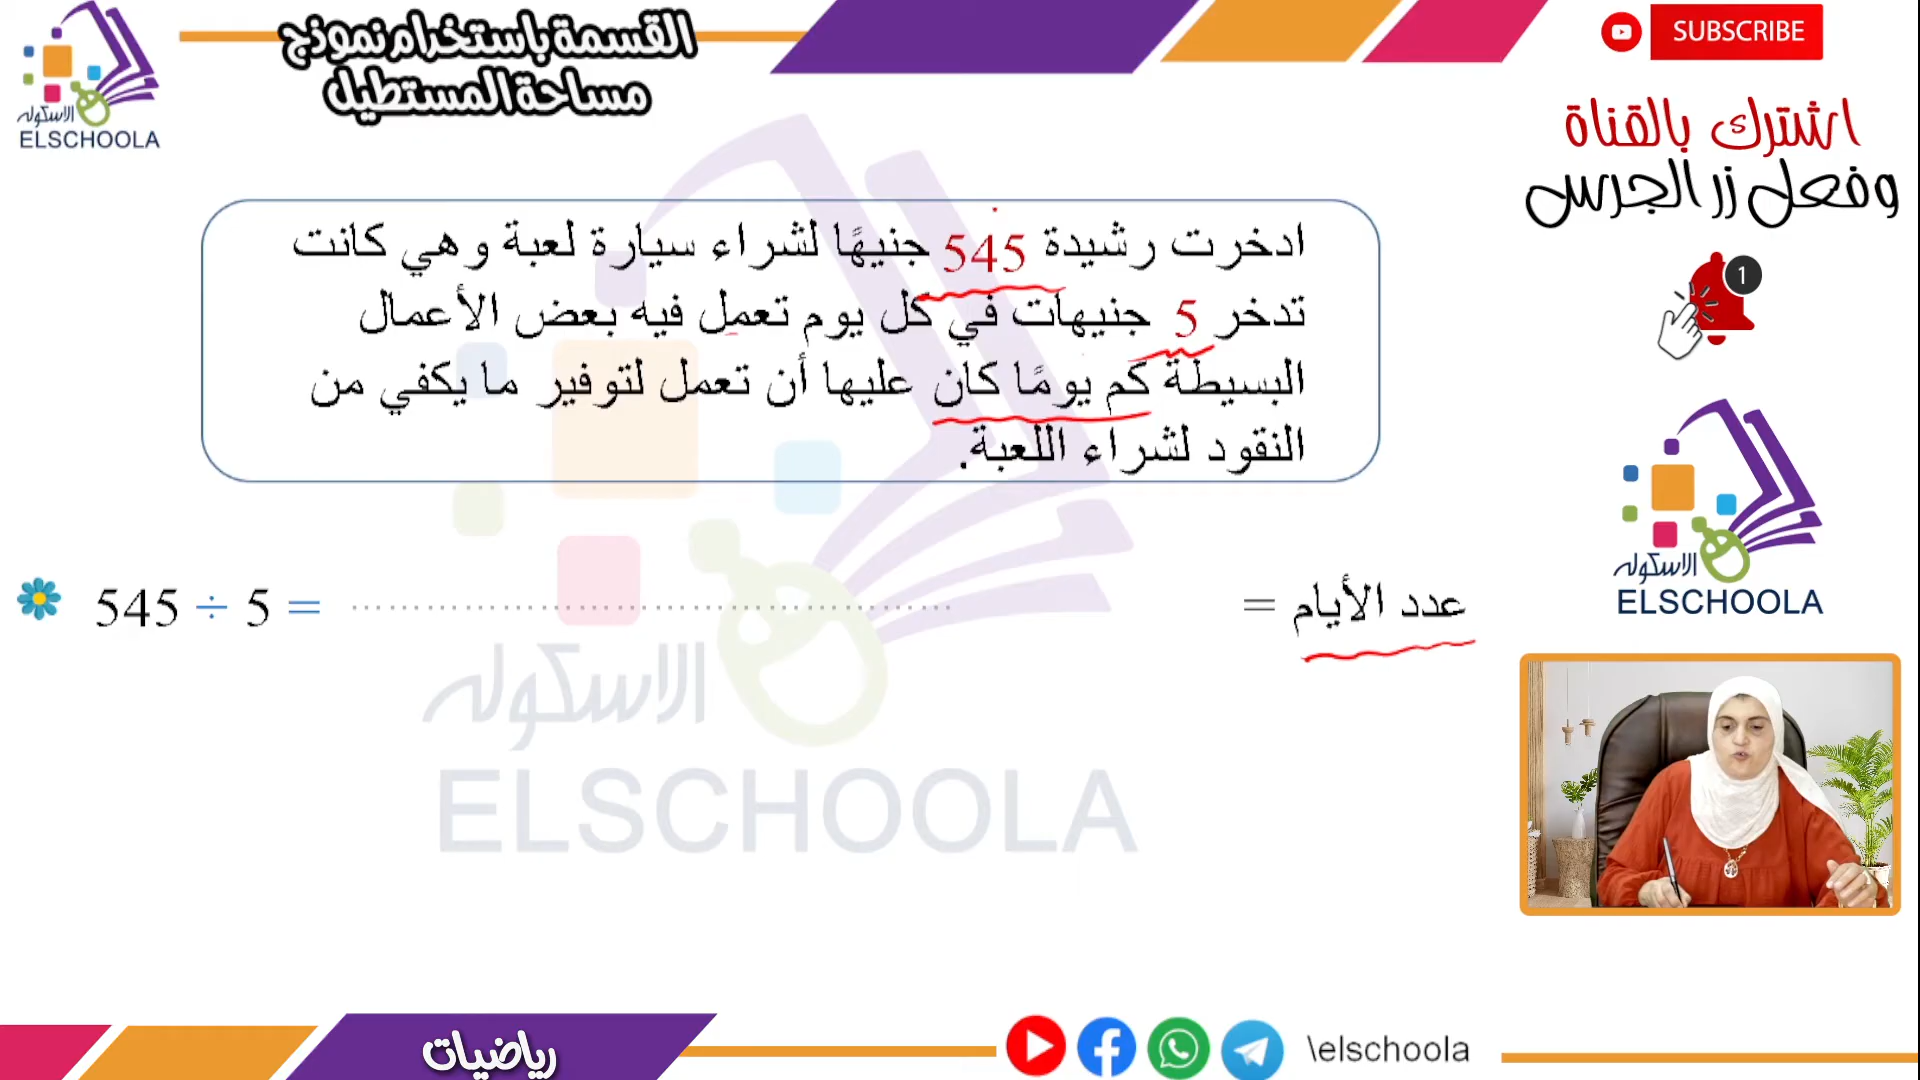 القسمة باستخدام نموذج
مساحة المستطيل
SUBSCRIBE
اشترك بالقناة
وفعل زر الجرس
1
الاسكوله
ELSCHOOLA
ادخرت رشيدة 545 جنيهًا لشراء سيارة لعبة وهي كانت
تدخر 5 جنيهات في كل يوم تعمل فيه بعض الأعمال
البسيطة كم يومًا كان عليها أن تعمل لتوفير ما يكفي من
النقود لشراء اللعبة.
عدد الأيام =
545 ÷ 5 = ........................................................
الاسكوله
ELSCHOOLA
الاسكوله
ELSCHOOLA
رياضيات
\elschoola